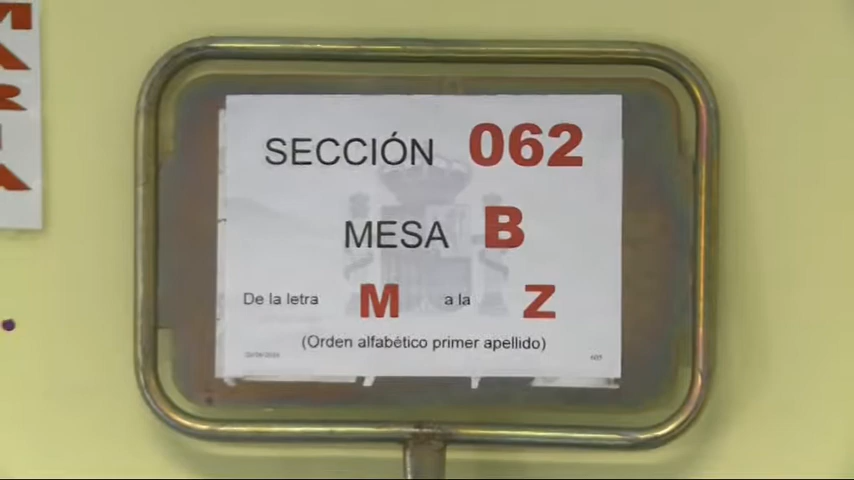 SECCIÓN 062
MESA B
De la letra M a la Z
(Orden alfabético primer apellido)